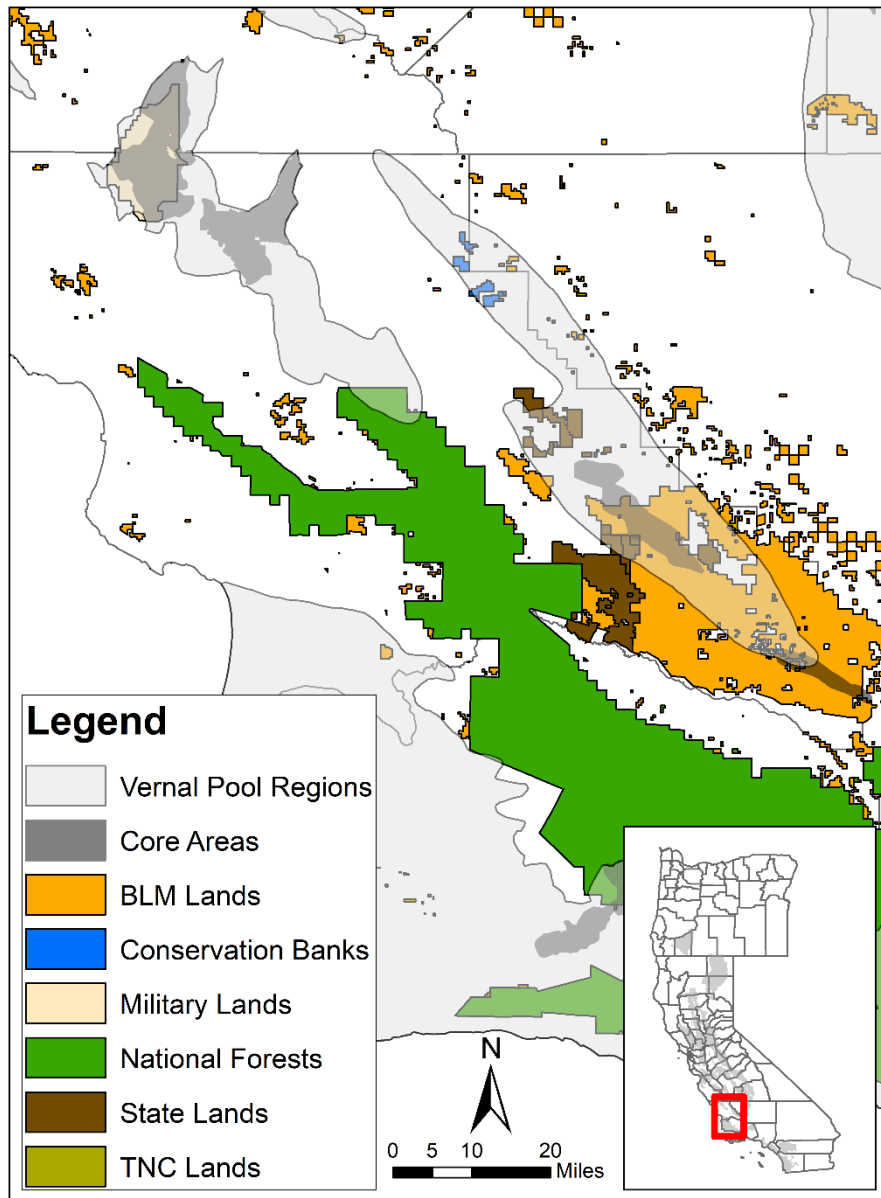 Legend
Vernal Pool Regions
Core Areas
BLM Lands
Conservation Banks
Military Lands
National Forests
State Lands
TNC Lands
N
0 5 10 20
Miles